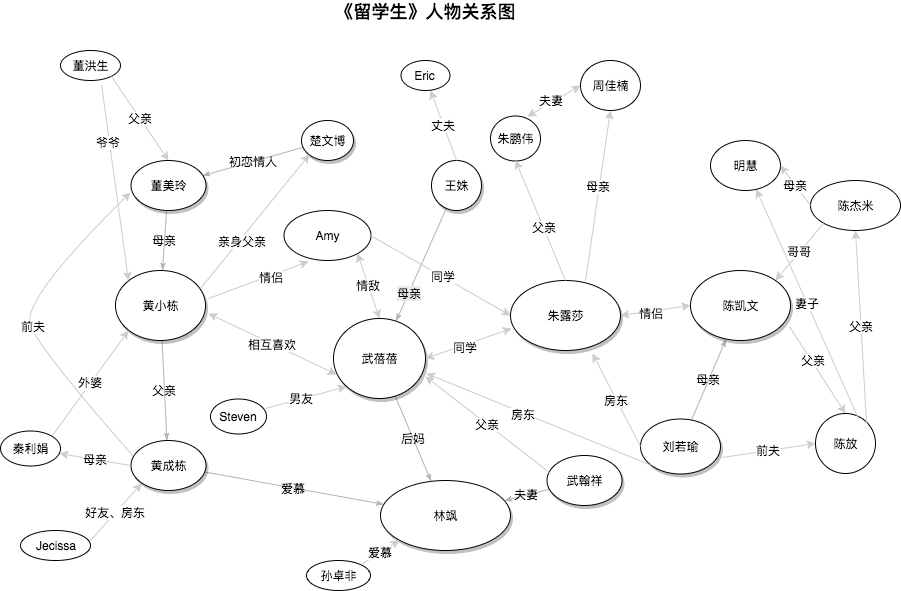 《留学生》人物关系图
董洪生
Eric
周佳楠
夫妻
父亲
丈夫
朱鹏伟
爷爷
楚文博
初恋情人
明慧
董美玲
王姝
母亲
陈杰米
母亲
亲身父亲
Amy
父亲
母亲
哥哥
情侣
情敌
同学
母亲
黄小栋
朱露莎
情侣
陈凯文
妻子
前夫
相互喜欢
武蓓蓓
同学
父亲
父亲
外婆
父亲
母亲
Steven
男友
房东
房东
父亲
后妈
秦利娟
母亲
黄成栋
刘若瑜
前夫
陈放
爱慕
夫妻
武翰祥
好友、房东
林飒
Jecissa
爱慕
孙卓非